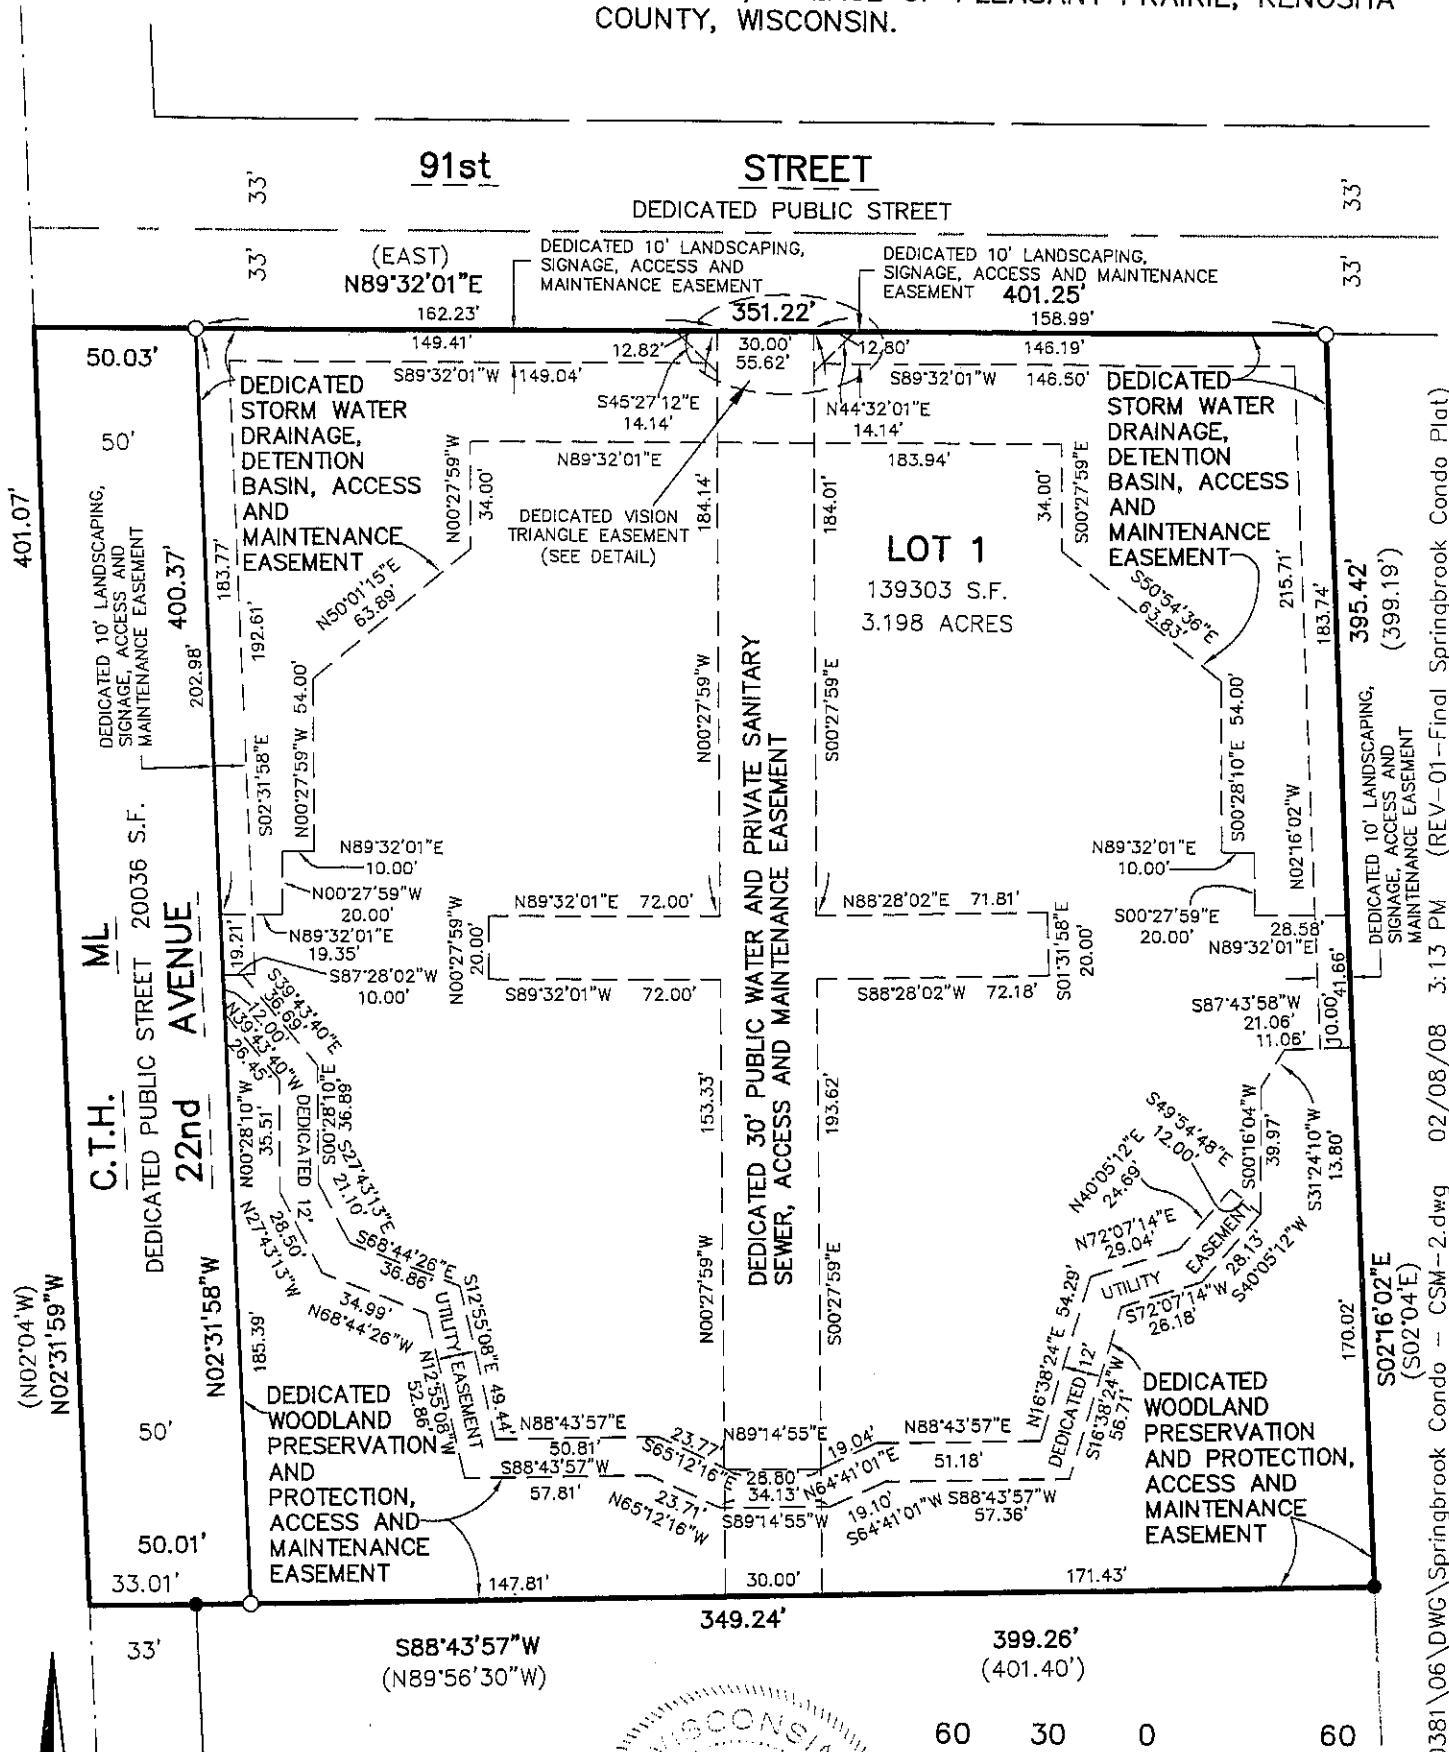 COUNTY, WISCONSIN.
91st STREET
DEDICATED PUBLIC STREET
33'
33'
33'
33'
(EAST)
N89°32'01"E
DEDICATED 10' LANDSCAPING,
SIGNAGE, ACCESS AND
MAINTENANCE EASEMENT
DEDICATED 10' LANDSCAPING,
SIGNAGE, ACCESS AND MAINTENANCE
EASEMENT
401.25'
162.23'
351.22'
158.99'
50.03'
149.41'
12.82'
30.00'
55.62'
12.80'
146.19'
S89°32'01"W
149.04'
S89°32'01"W
146.50'
S45°27'12"E
14.14'
N44°32'01"E
14.14'
DEDICATED
STORM WATER
DRAINAGE,
DETENTION
BASIN, ACCESS
AND
MAINTENANCE
EASEMENT
DEDICATED
STORM WATER
DRAINAGE,
DETENTION
BASIN, ACCESS
AND
MAINTENANCE
EASEMENT
50'
N89°32'01"E
183.94'
N00°27'59"W
34.00'
184.14'
184.01'
34.00'
S00°27'59"E
DEDICATED VISION
TRIANGLE EASEMENT
(SEE DETAIL)
LOT 1
139303 S.F.
3.198 ACRES
401.07'
DEDICATED 10' LANDSCAPING,
SIGNAGE, ACCESS AND
MAINTENANCE EASEMENT
400.37'
202.98'
183.77'
192.61'
N50°01'15"E
63.89'
S50°54'36"E
63.83'
215.71'
183.74'
395.42'
(399.19')
N00°27'59"W 54.00'
S02°31'58"E
N00°27'59"W
S00°27'59"E
S00°28'10"E 54.00'
N02°16'02"W
DEDICATED 10' LANDSCAPING,
SIGNAGE, ACCESS AND
MAINTENANCE EASEMENT
DEDICATED 30' PUBLIC WATER AND PRIVATE SANITARY
SEWER, ACCESS AND MAINTENANCE EASEMENT
N89°32'01"E
10.00'
N00°27'59"W
20.00'
N89°32'01"E
19.35'
S87°28'02"W
10.00'
19.21'
N00°27'59"W
20.00'
N89°32'01"E 72.00'
S89°32'01"W 72.00'
N88°28'02"E 71.81'
S88°28'02"W 72.18'
S01°31'58"E
20.00'
N89°32'01"E
10.00'
S00°27'59"E
20.00'
28.58'
N89°32'01"E
S87°43'58"W
21.06'
11.06'
10.00'
41.66'
C.T.H. ML
DEDICATED PUBLIC STREET 20036 S.F.
22nd AVENUE
S39°43'40"E
36.69'
12.00'
N39°43'40"W
26.45'
N00°28'10"W
35.51'
DEDICATED 12'
UTILITY EASEMENT
S00°28'10"E
36.89'
S27°43'13"E
21.10'
N27°43'13"W
28.50'
S68°44'26"E
36.86'
34.99'
N68°44'26"W
S12°55'08"E 49.44'
N12°55'08"W
52.86'
153.33'
193.62'
N00°27'59"W
S00°27'59"E
S49°54'48"E
12.00'
N40°05'12"E
24.69'
N72°07'14"E
29.04'
S00°16'04"W
39.97'
S31°24'10"W
13.80'
28.13'
S40°05'12"W
S72°07'14"W
26.18'
UTILITY EASEMENT
DEDICATED 12'
N16°38'24"E 54.29'
S16°38'24"W
56.71'
(N02°04'W)
N02°31'59"W
N02°31'58"W
185.39'
170.02'
S02°16'02"E
(S02°04'E)
DEDICATED
WOODLAND
PRESERVATION
AND
PROTECTION,
ACCESS AND
MAINTENANCE
EASEMENT
DEDICATED
WOODLAND
PRESERVATION
AND PROTECTION,
ACCESS AND
MAINTENANCE
EASEMENT
N88°43'57"E
50.81'
S88°43'57"W
57.81'
23.77'
S65°12'16"E
23.71'
N65°12'16"W
N89°14'55"E
28.80'
34.13'
S89°14'55"W
19.04'
N64°41'01"E
19.10'
S64°41'01"W
N88°43'57"E
51.18'
S88°43'57"W
57.36'
50'
50.01'
33.01'
147.81'
30.00'
171.43'
33'
349.24'
S88°43'57"W
(N89°56'30"W)
399.26'
(401.40')
60 30 0 60
0381\06\DWG\Springbrook Condo - CSM-2.dwg 02/08/08 3:13 PM (REV-01-Final Springbrook Condo Plat)